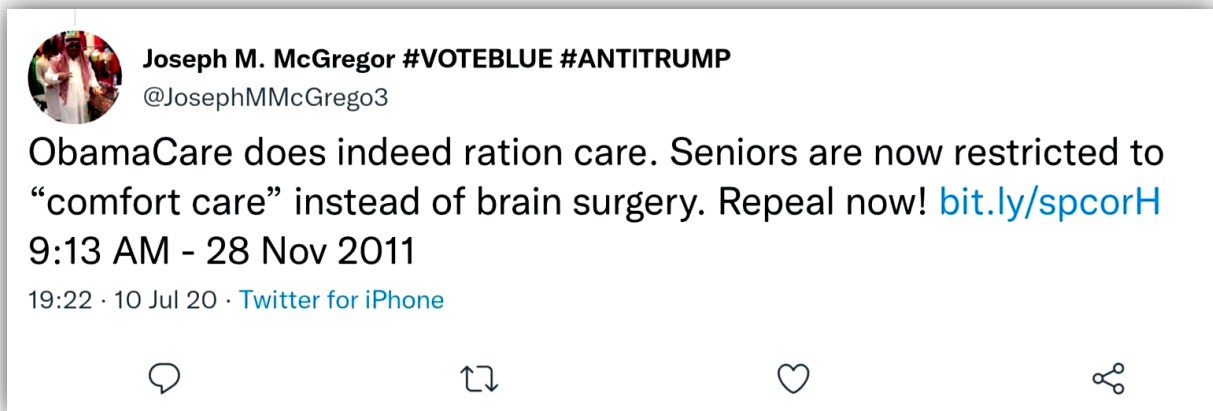 Joseph M. McGregor #VOTEBLUE #ANTITRUMP
@JosephMMcGrego3
ObamaCare does indeed ration care. Seniors are now restricted to
“comfort care” instead of brain surgery. Repeal now! bit.ly/spcorH
9:13 AM - 28 Nov 2011
19:22 · 10 Jul 20 · Twitter for iPhone